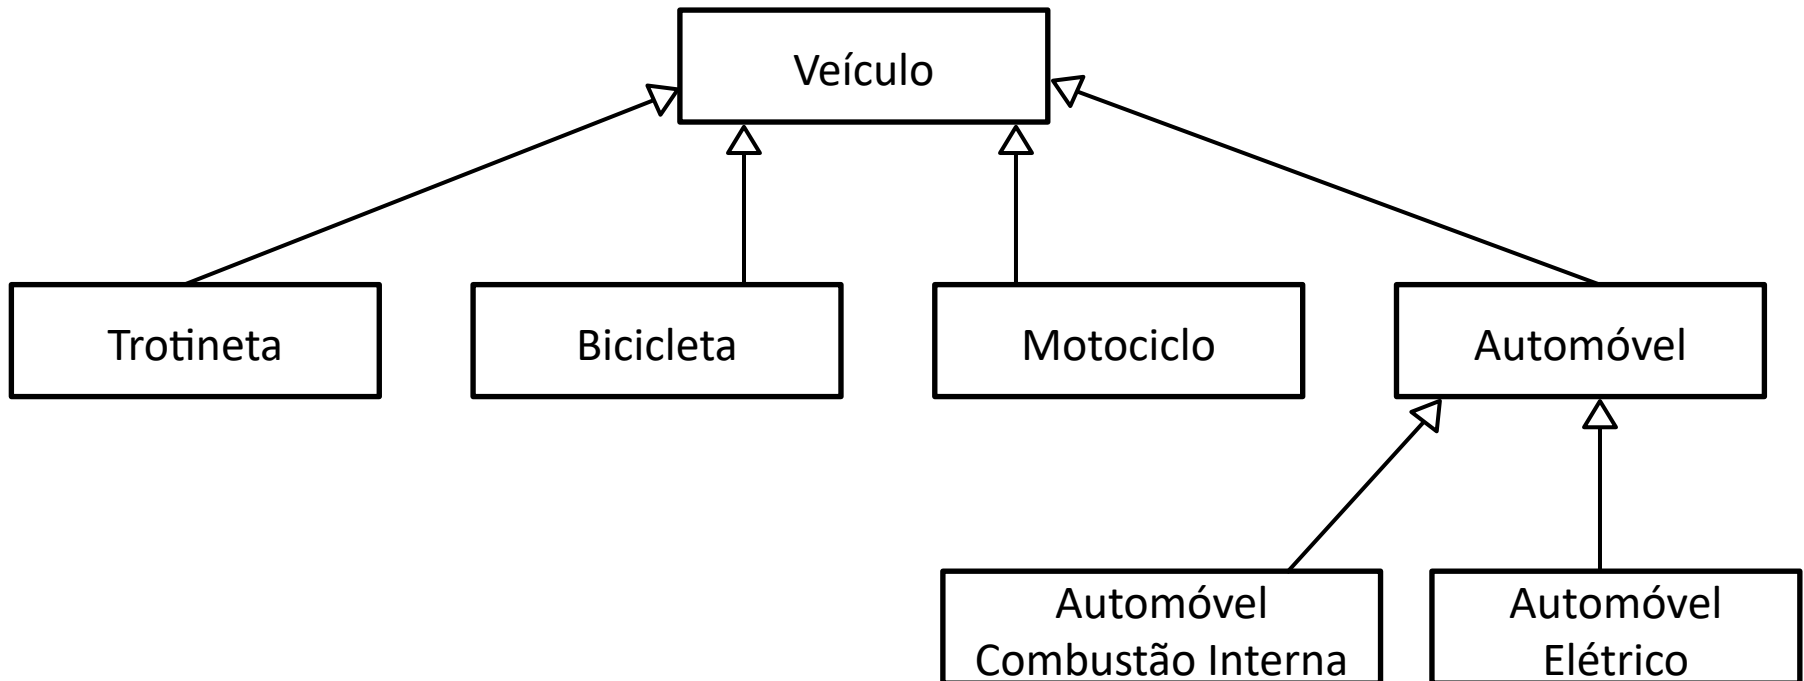 Veículo
Trotineta
Bicicleta
Motociclo
Automóvel
Automóvel
Combustão Interna
Automóvel
Elétrico